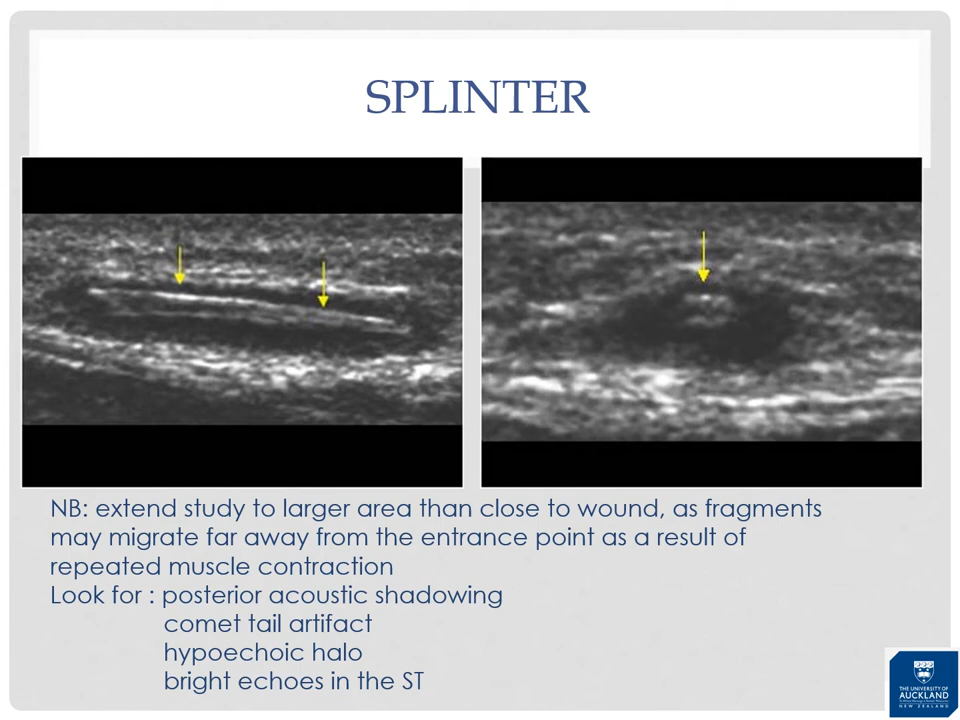 SPLINTER
NB: extend study to larger area than close to wound, as fragments
may migrate far away from the entrance point as a result of
repeated muscle contraction
Look for : posterior acoustic shadowing
comet tail artifact
hypoechoic halo
bright echoes in the ST
THE UNIVERSITY OF
AUCKLAND
NEW ZEALAND